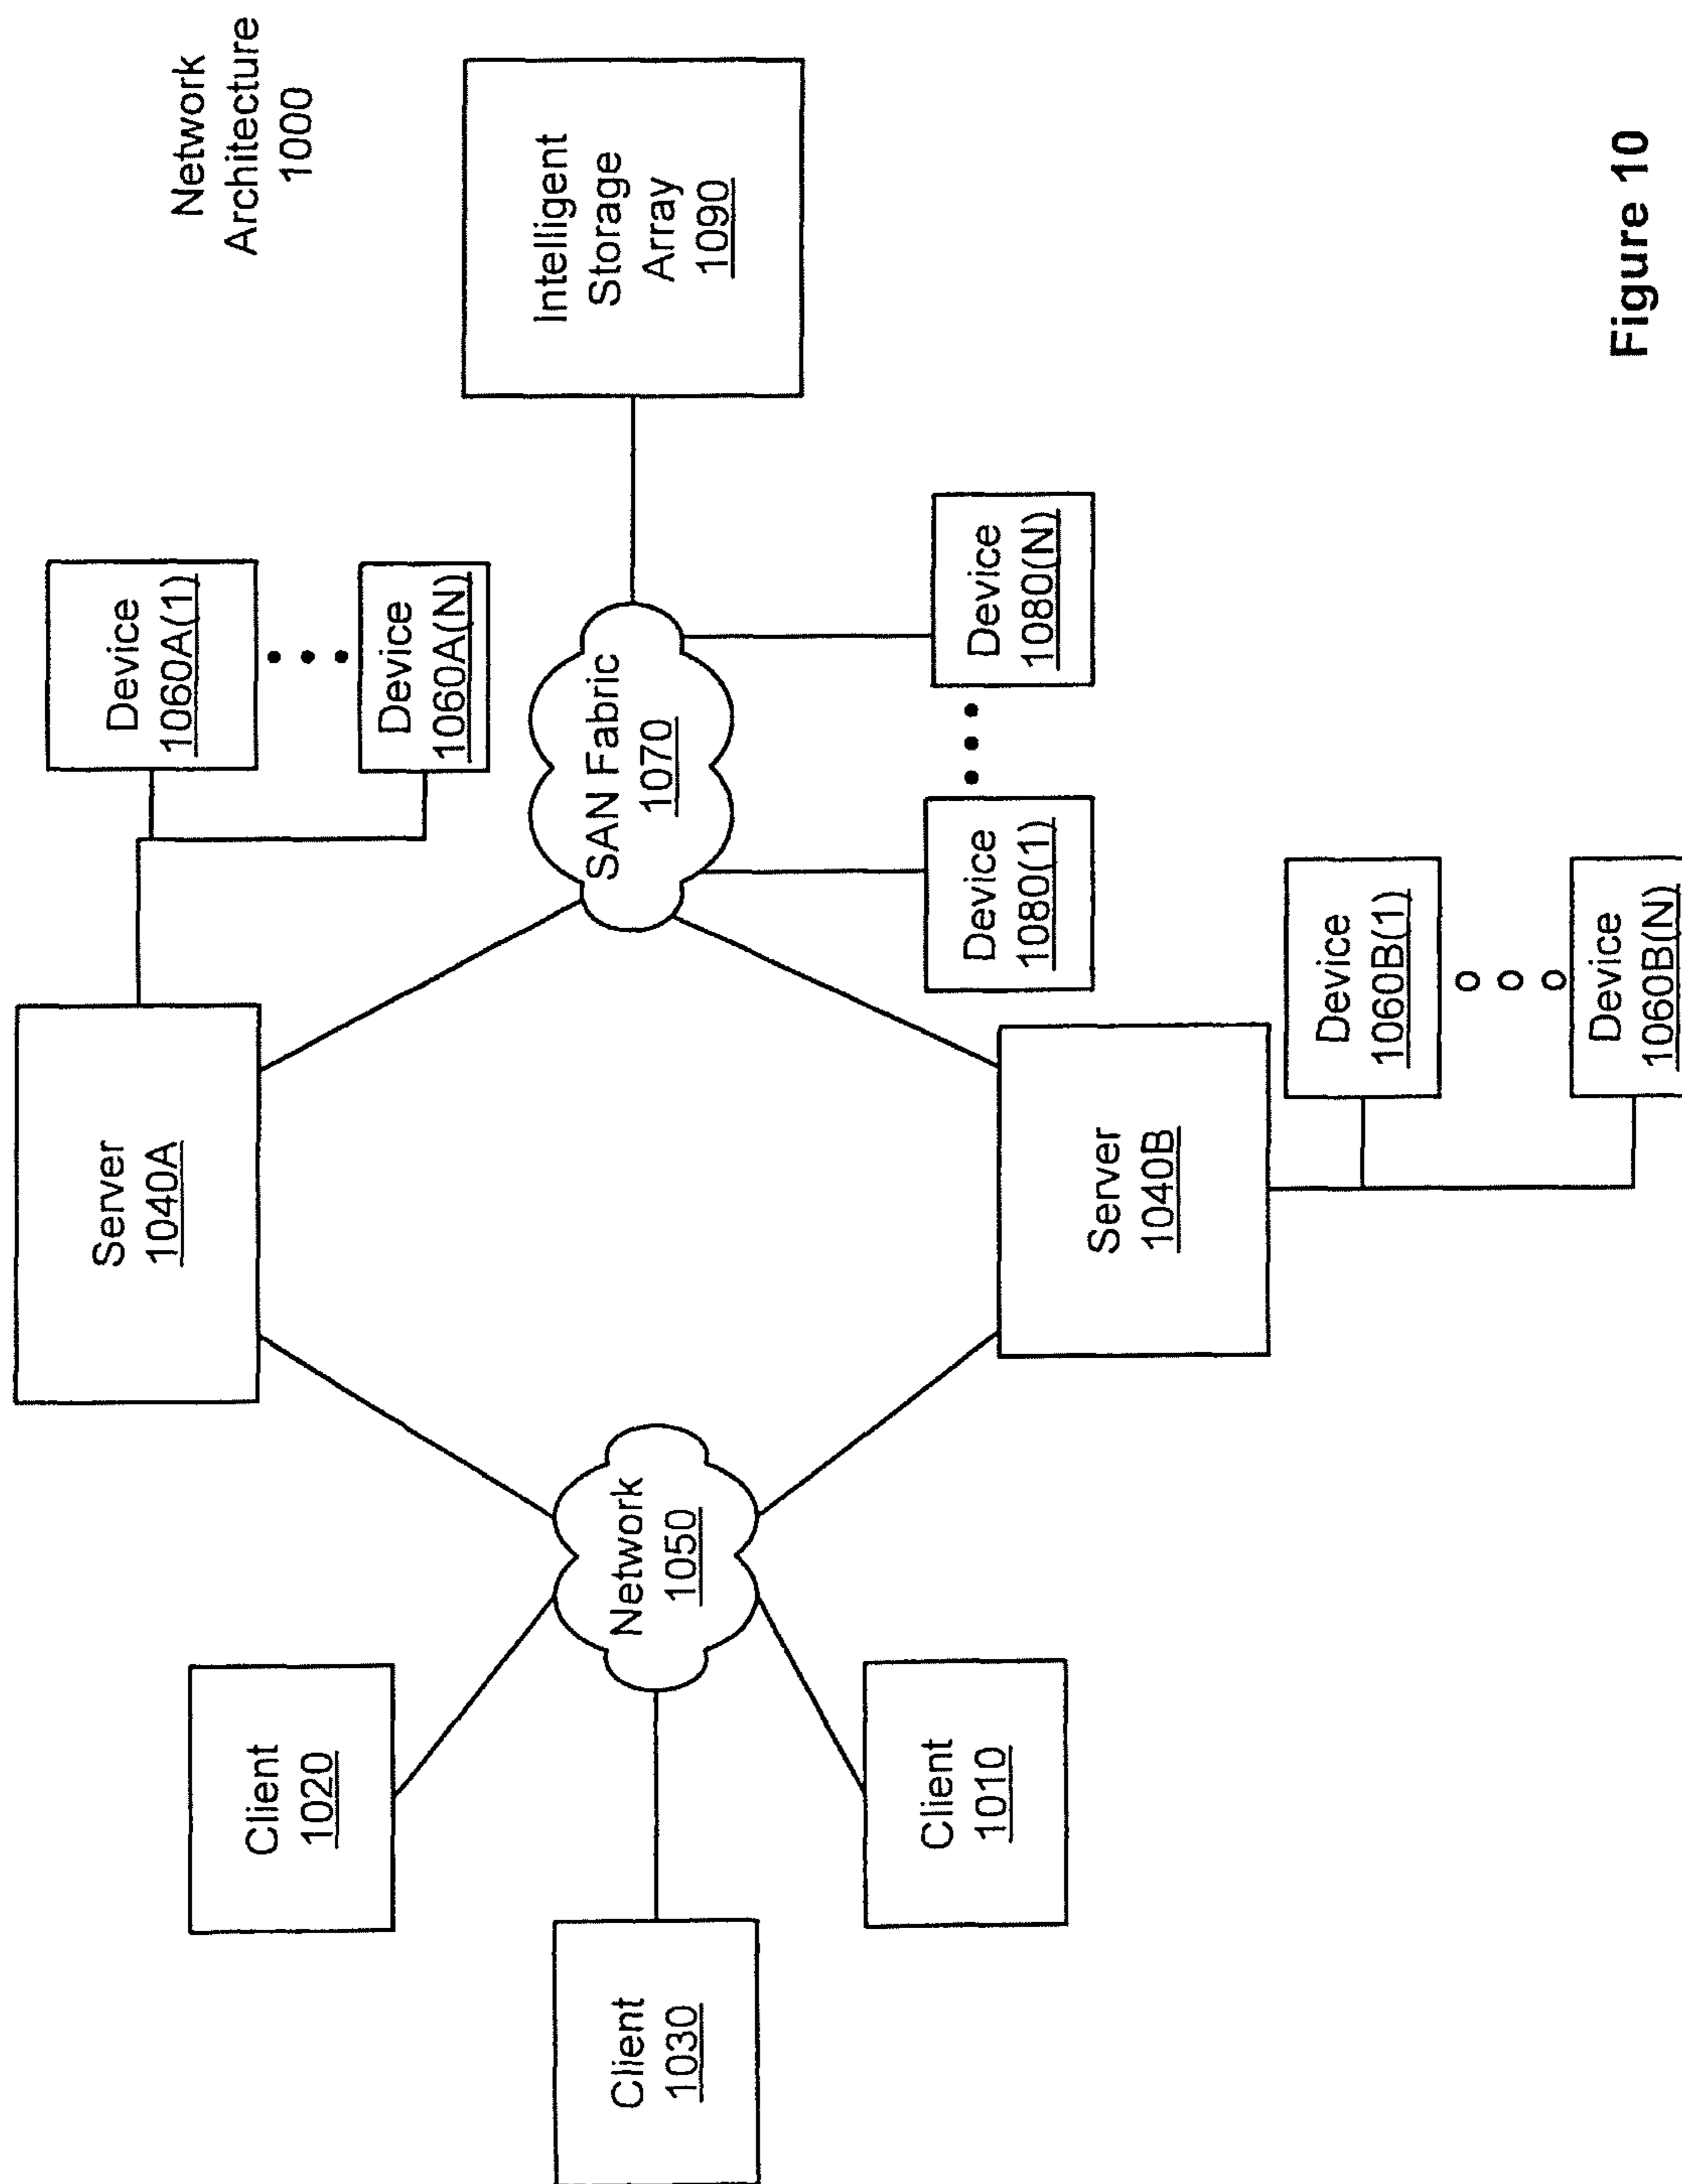 Network
Architecture
1000
Client
1020
Client
1030
Client
1010
Network
1050
Server
1040A
Server
1040B
Device
1060A(1)
Device
1060A(N)
SAN Fabric
1070
Intelligent
Storage
Array
1090
Device
1080(1)
Device
1080(N)
Device
1060B(1)
Device
1060B(N)
Figure 10